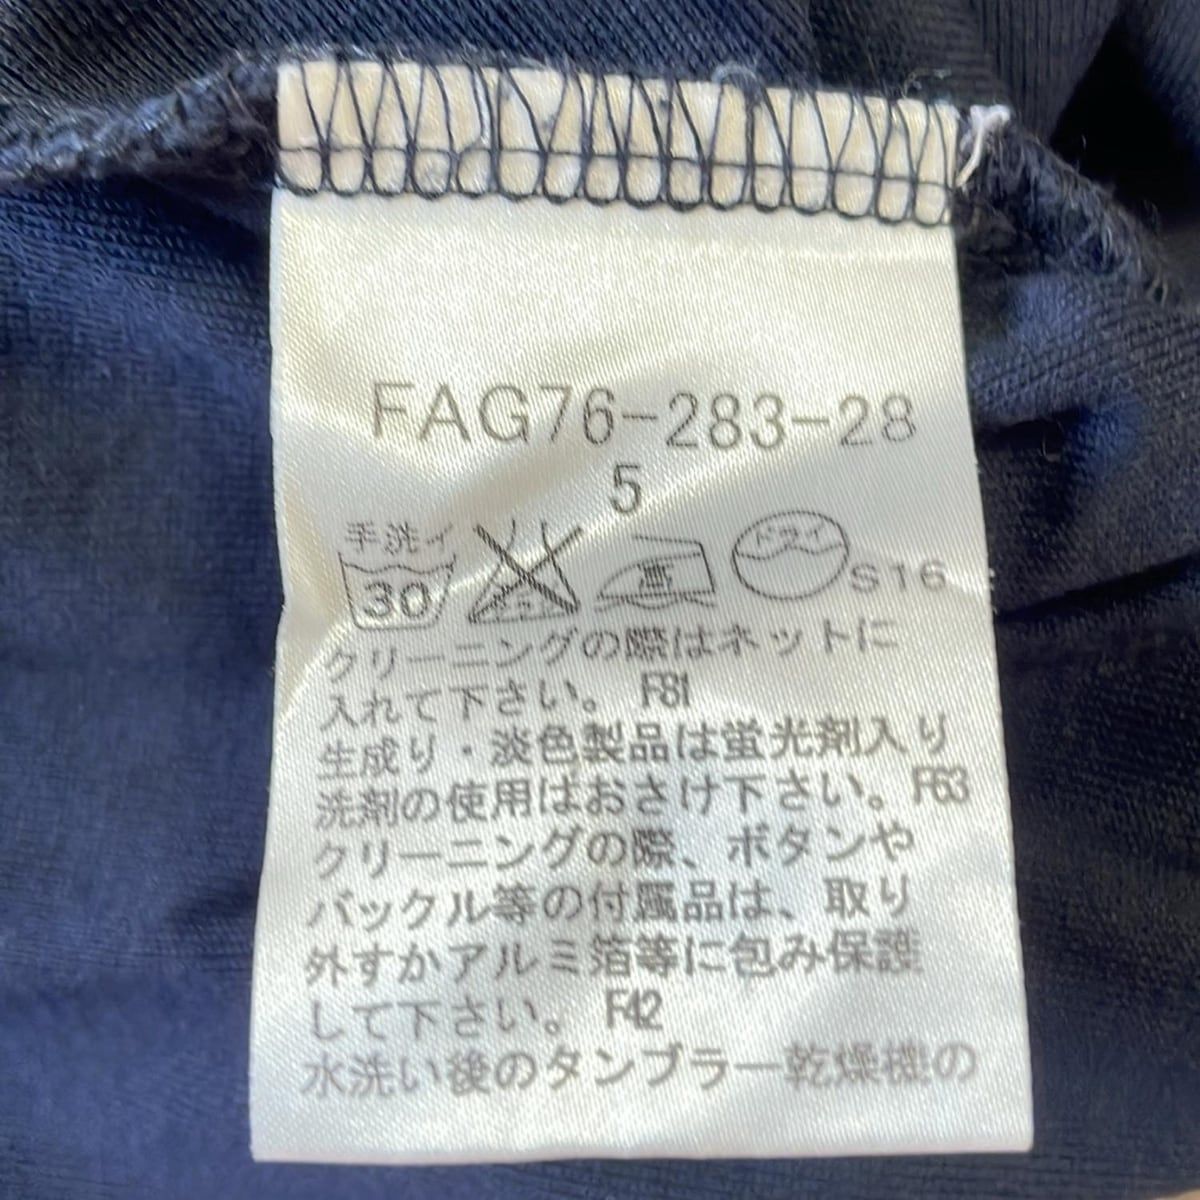 FAG76-283-28
5
手洗イ ドライ
30 S16
クリーニングの際はネットに
入れて下さい。 F81
生成り・淡色製品は蛍光剤入り
洗剤の使用はおさけ下さい。F63
クリーニングの際、ボタンや
バックル等の付属品は、取り
外すかアルミ箔等に包み保護
して下さい。 F42
水洗い後のタンブラー乾燥機の